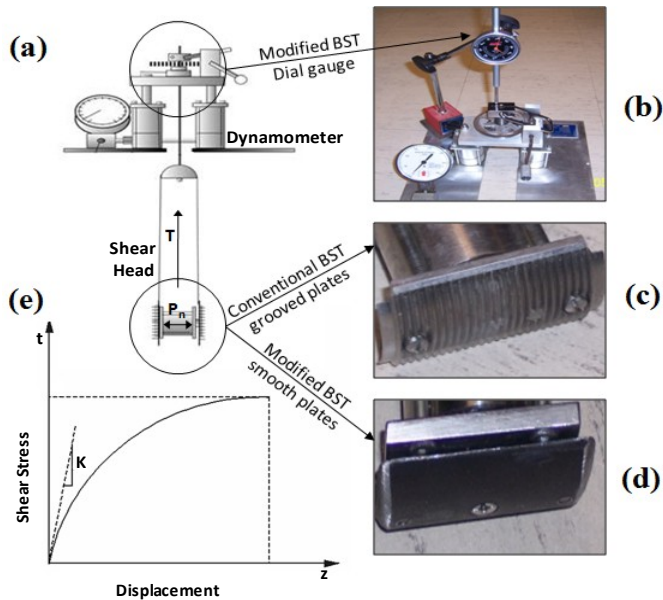 (a)
Modified BST
Dial gauge
(b)
Dynamometer
T
Shear
Head
Conventional BST
grooved plates
(c)
(e)
Pn
t
Modified BST
smooth plates
Shear Stress
K
(d)
z
Displacement